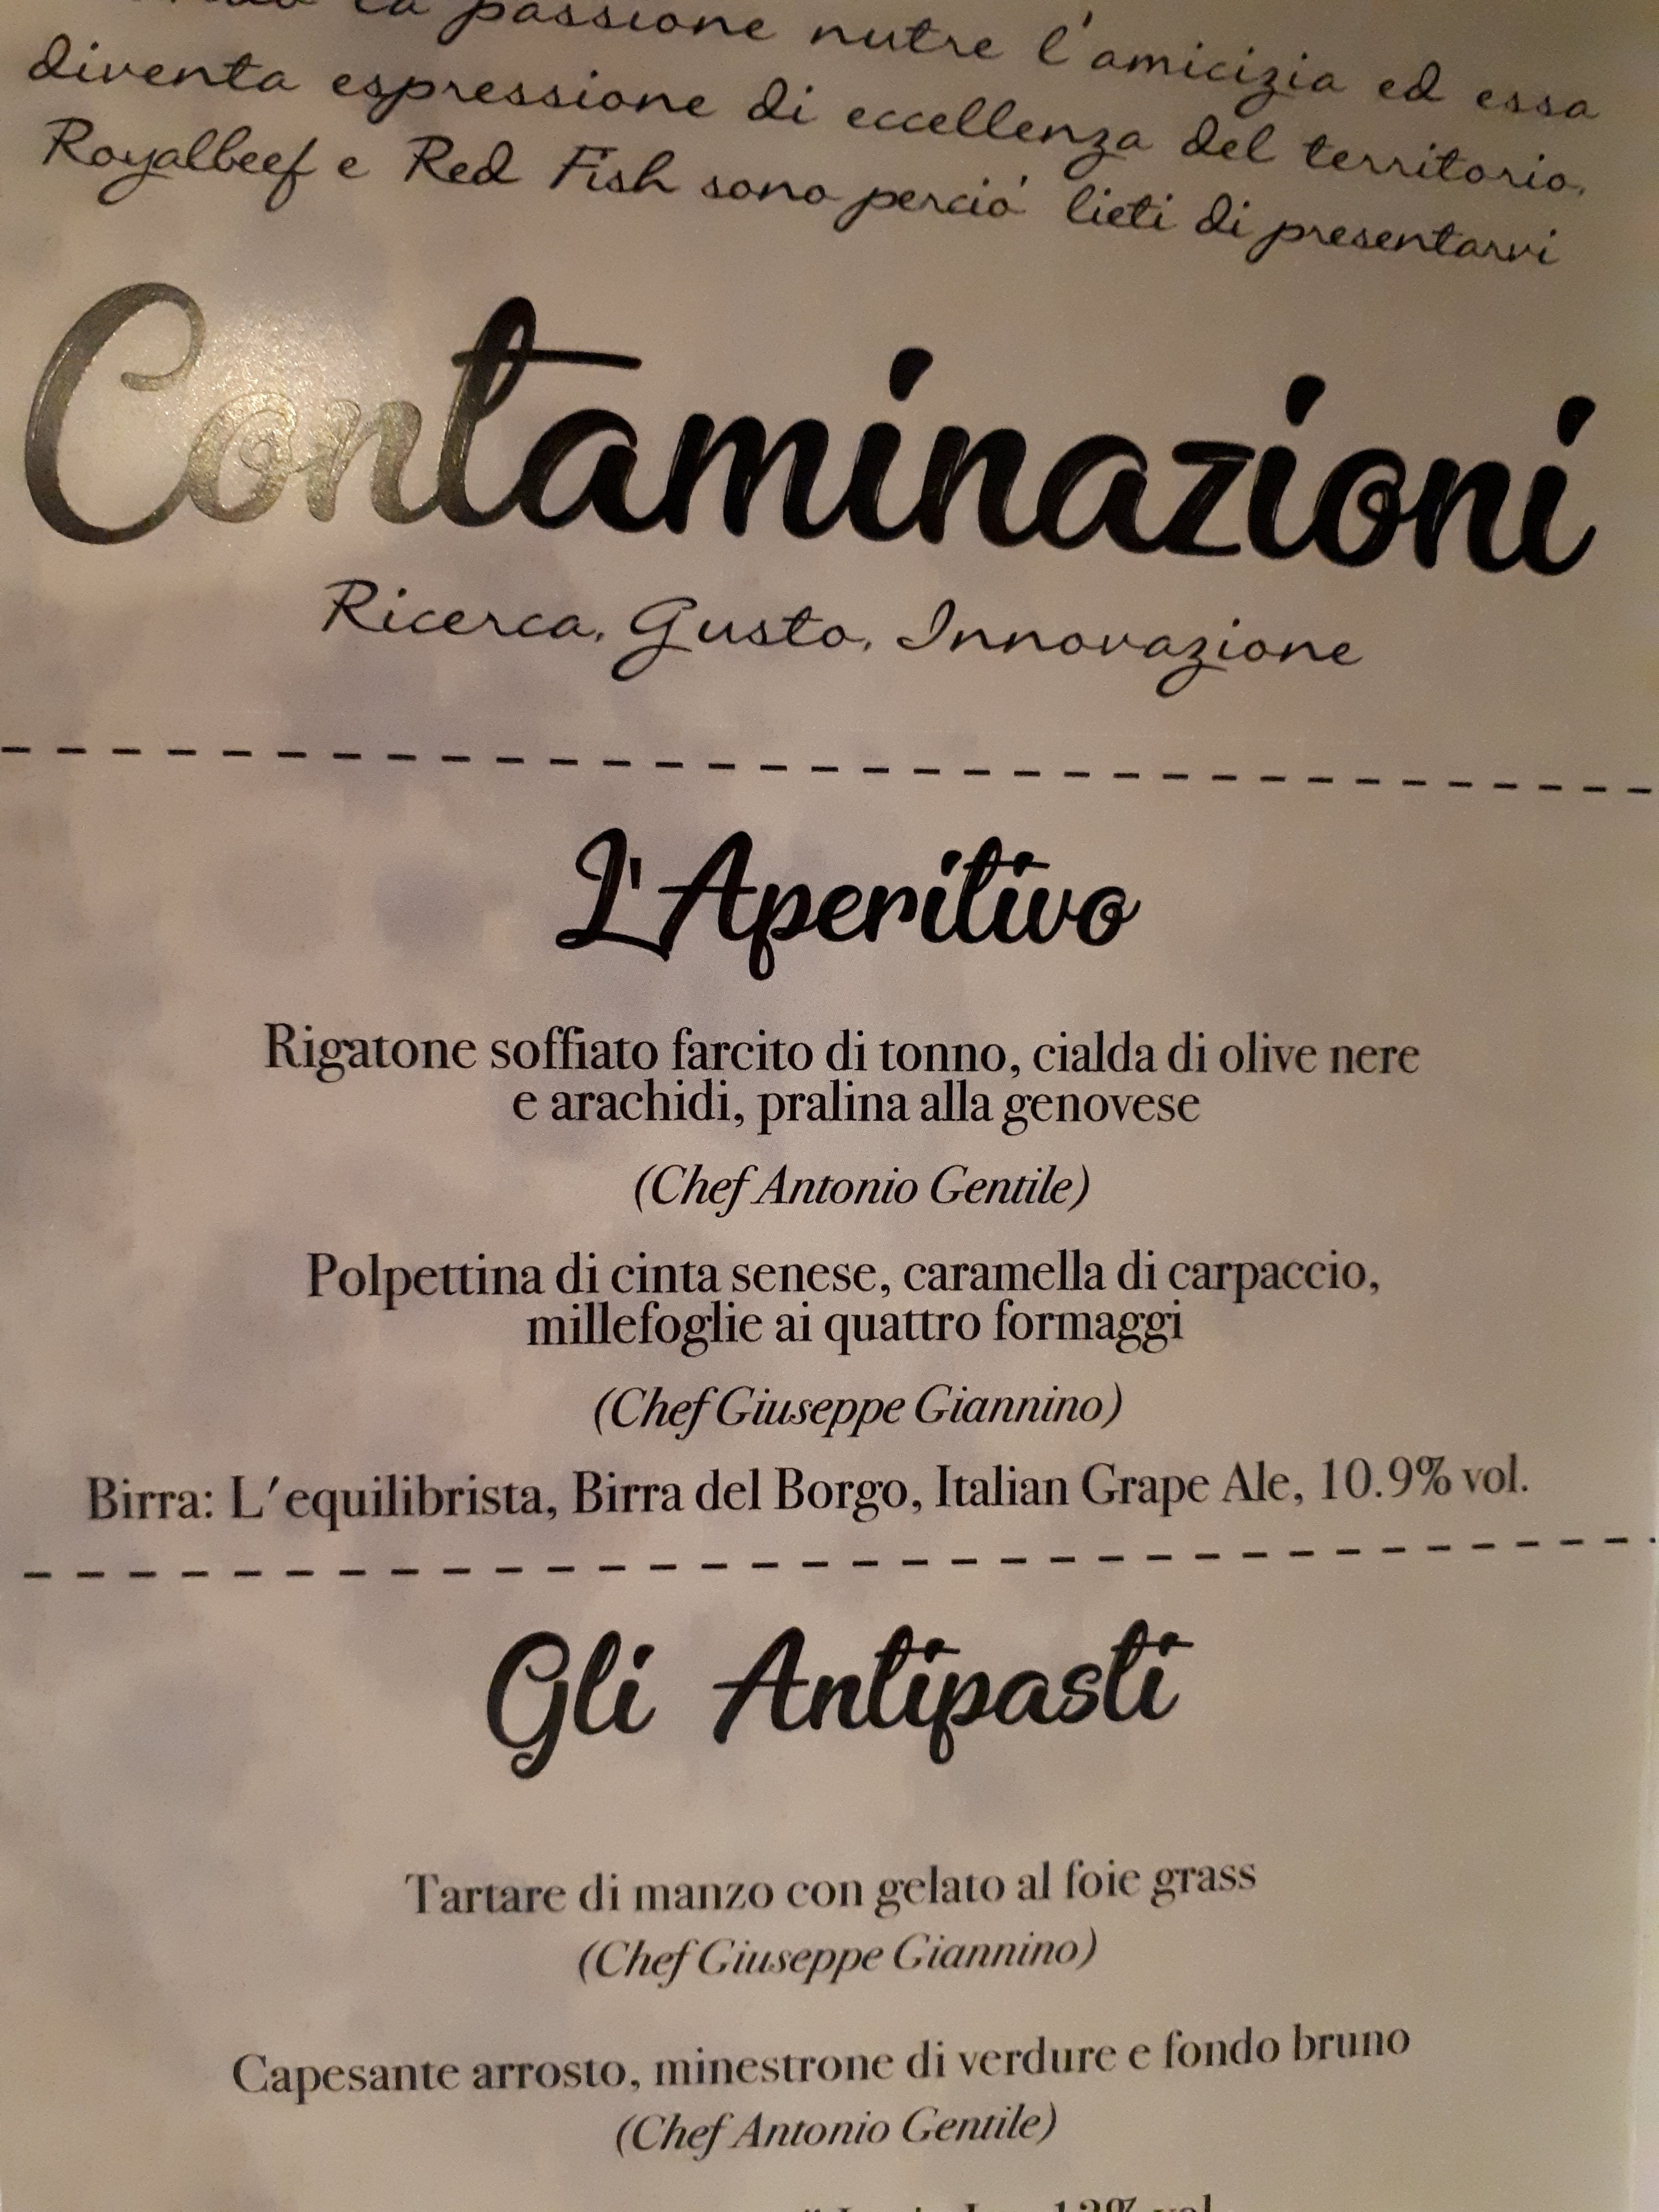 la passione nutre l'amicizia ed essa
diventa espressione di eccellenza del territorio.
Royalbeef e Red Fish sono perciò lieti di presentarvi
Contaminazioni
Ricerca, Gusto, Innovazione
L'Aperitivo
Rigatone soffiato farcito di tonno, cialda di olive nere
e arachidi, pralina alla genovese
(Chef Antonio Gentile)
Polpettina di cinta senese, caramella di carpaccio,
millefoglie ai quattro formaggi
(Chef Giuseppe Giannino)
Birra: L'equilibrista, Birra del Borgo, Italian Grape Ale, 10.9% vol.
Gli Antipasti
Tartare di manzo con gelato al foie grass
(Chef Giuseppe Giannino)
Capesante arrosto, minestrone di verdure e fondo bruno
(Chef Antonio Gentile)
13% vol.